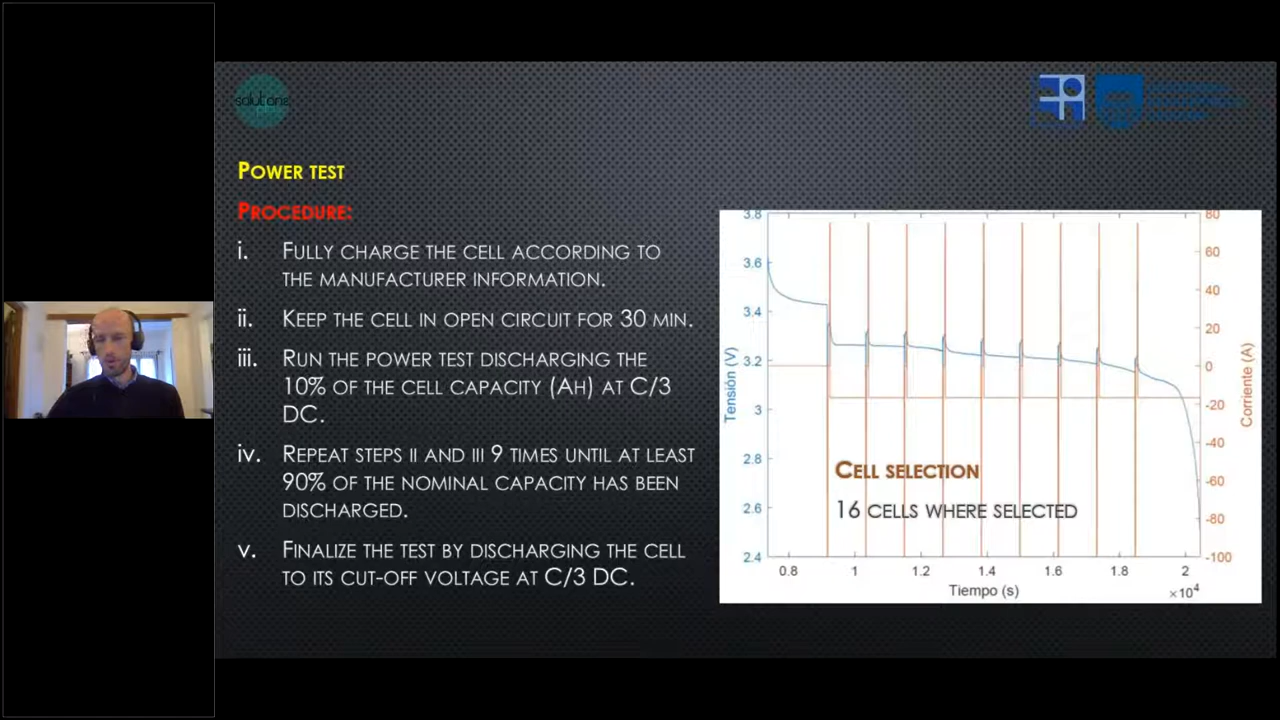 solutions
POWER TEST
PROCEDURE:
i. FULLY CHARGE THE CELL ACCORDING TO
THE MANUFACTURER INFORMATION.
ii. KEEP THE CELL IN OPEN CIRCUIT FOR 30 MIN.
iii. RUN THE POWER TEST DISCHARGING THE
10% OF THE CELL CAPACITY (AH) AT C/3
DC.
iv. REPEAT STEPS II AND III 9 TIMES UNTIL AT LEAST
90% OF THE NOMINAL CAPACITY HAS BEEN
DISCHARGED.
v. FINALIZE THE TEST BY DISCHARGING THE CELL
TO ITS CUT-OFF VOLTAGE AT C/3 DC.
3.8
3.6
3.4
3.2
3
2.8
2.6
2.4
Tensión (V)
80
60
40
20
0
-20
-40
-60
-80
-100
Corriente (A)
CELL SELECTION
16 CELLS WHERE SELECTED
0.8 1 1.2 1.4 1.6 1.8 2
Tiempo (s)
×10⁴